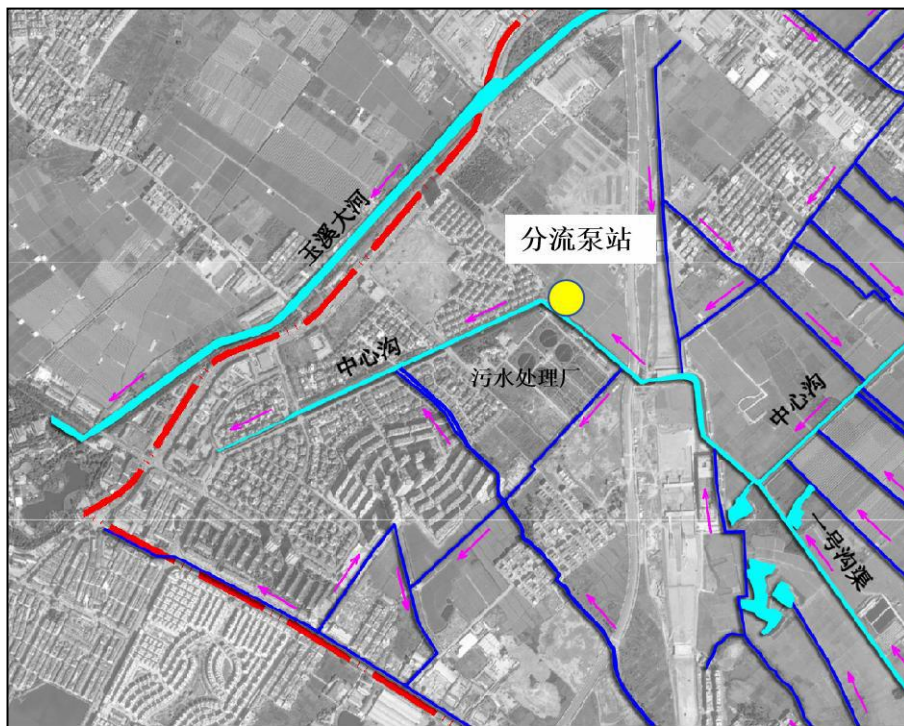 玉溪大河
分流泵站
中心沟
污水处理厂
中心沟
一号沟渠